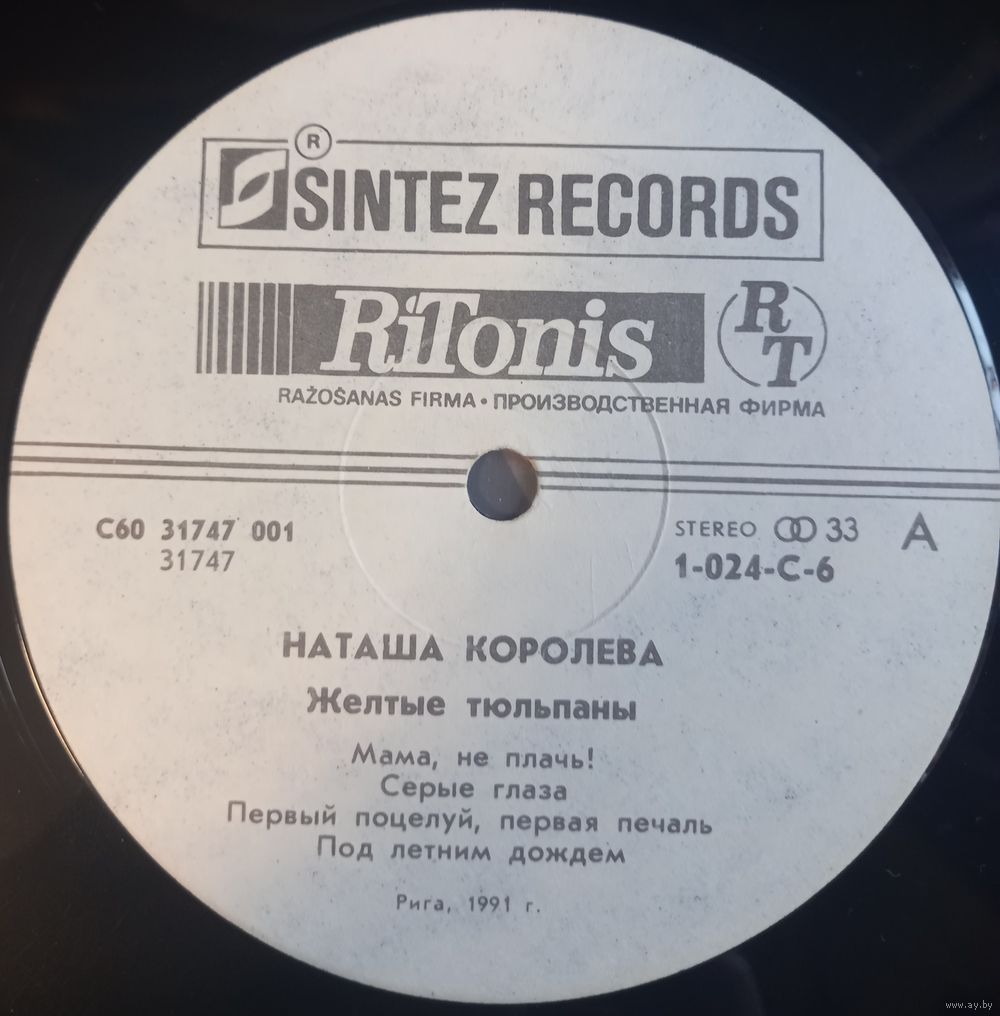 ®
SINTEZ RECORDS
RiTonis RT
RAŽOŠANAS FIRMA • ПРОИЗВОДСТВЕННАЯ ФИРМА
С60 31747 001
31747
STEREO 33 A
1-024-C-6
НАТАША КОРОЛЕВА
Желтые тюльпаны
Мама, не плачь!
Серые глаза
Первый поцелуй, первая печаль
Под летним дождем
Рига, 1991 г.
www.ay.by